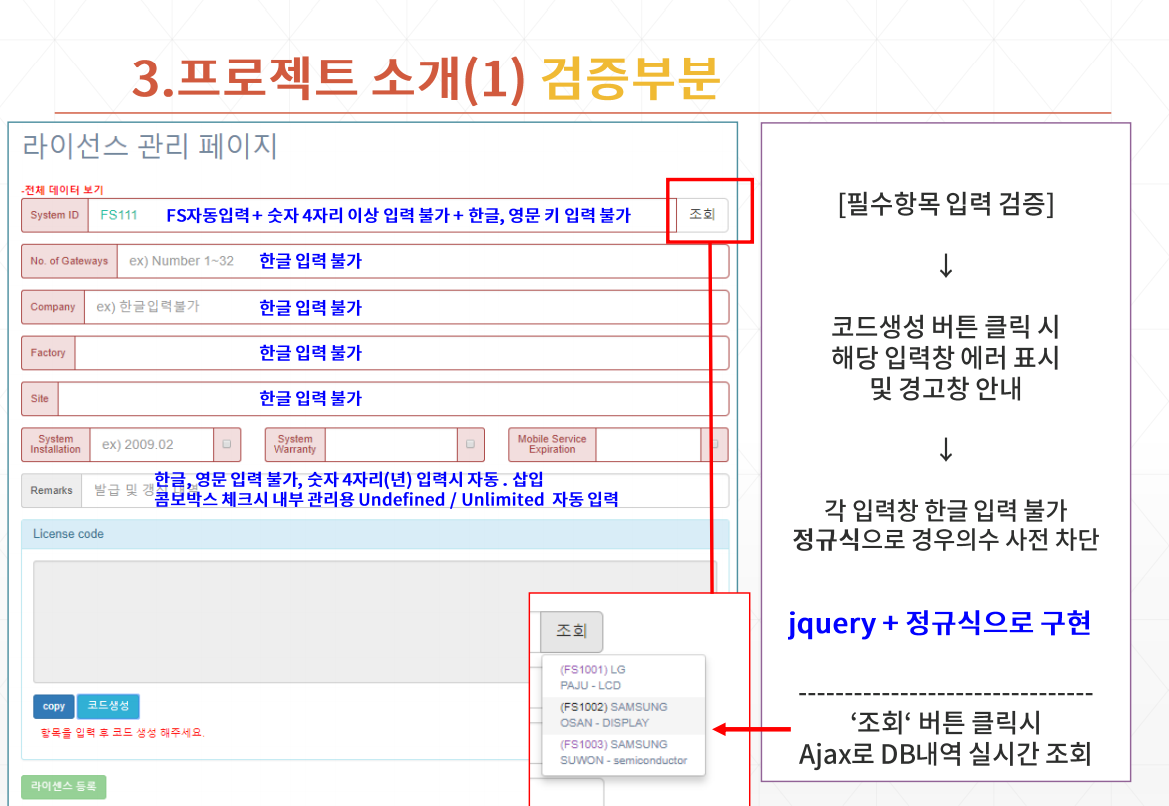 3.프로젝트 소개(1) 검증부분
라이선스 관리 페이지
-전체 데이터 보기
System ID FS111 FS자동입력+ 숫자 4자리 이상 입력 불가+ 한글, 영문 키 입력 불가 조회
No. of Gateways ex) Number 1~32 한글 입력 불가
Company ex) 한글입력불가 한글 입력 불가
Factory 한글 입력 불가
Site 한글 입력 불가
System Installation ex) 2009.02 System Warranty Mobile Service Expiration
한글, 영문 입력 불가, 숫자 4자리(년) 입력시 자동 . 삽입
Remarks 발급 및
콤보박스 체크시 내부 관리용 Undefined / Unlimited 자동 입력
License code
copy 코드생성
항목을 입력 후 코드 생성 해주세요.
라이센스 등록
조회
(FS1001) LG
PAJU - LCD
(FS1002) SAMSUNG
OSAN - DISPLAY
(FS1003) SAMSUNG
SUWON - semiconductor
[필수항목 입력 검증]
↓
코드생성 버튼 클릭 시
해당 입력창 에러 표시
및 경고창 안내
↓
각 입력창 한글 입력 불가
정규식으로 경우의수 사전 차단
jquery + 정규식으로 구현
--------------------------------
‘조회‘ 버튼 클릭시
Ajax로 DB내역 실시간 조회